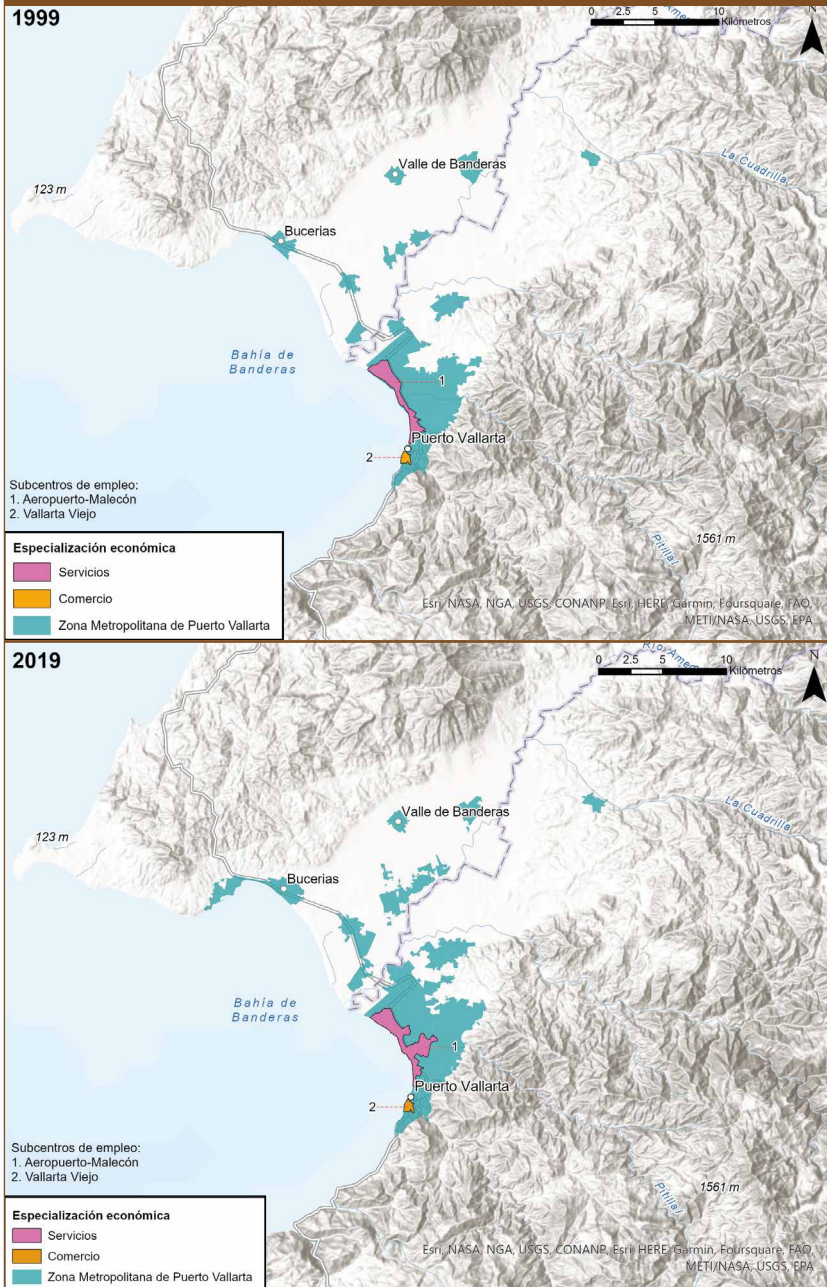 1999
0 2.5 5 10
Kilómetros
N
La Cuadrilla
Valle de Banderas
123 m
Bucerias
Bahía de
Banderas
1
Puerto Vallarta
2
Subcentros de empleo:
1. Aeropuerto-Malecón
2. Vallarta Viejo
1561 m
Pitillal
Especialización económica
Servicios
Comercio
Zona Metropolitana de Puerto Vallarta
Esri, NASA, NGA, USGS, CONANP, Esri, HERE, Garmin, Foursquare, FAO,
METI/NASA, USGS, EPA
2019
0 2.5 5 10
Kilómetros
N
Valle de Banderas
La Cuadrilla
123 m
Bucerias
Bahía de
Banderas
1
Puerto Vallarta
2
Subcentros de empleo:
1. Aeropuerto-Malecón
2. Vallarta Viejo
1561 m
Pitillal
Especialización económica
Servicios
Comercio
Zona Metropolitana de Puerto Vallarta
Esri, NASA, NGA, USGS, CONANP, Esri, HERE, Garmin, Foursquare, FAO,
METI/NASA, USGS, EPA